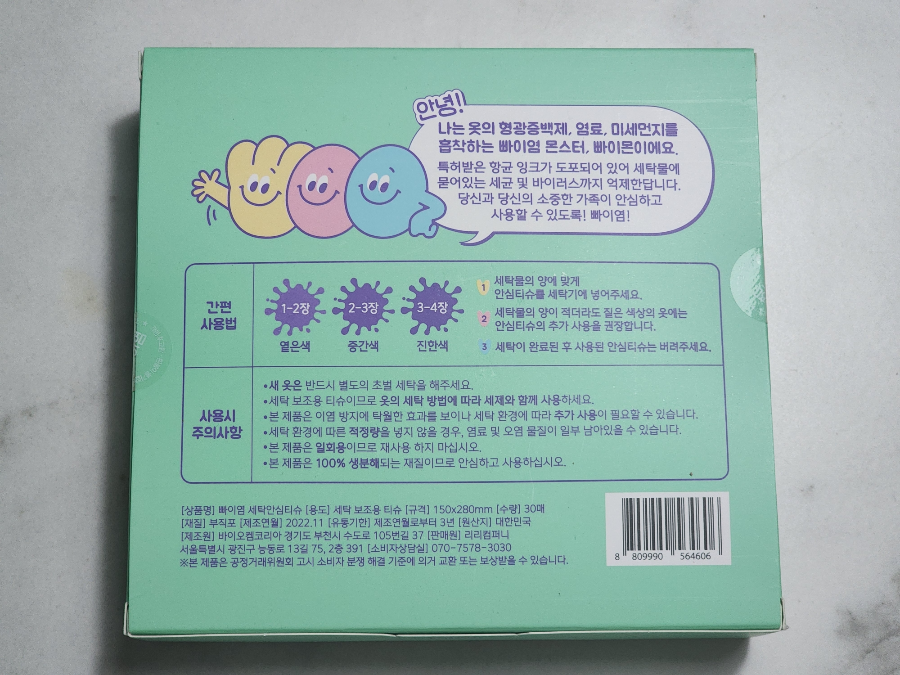 안녕!
나는 옷의 형광증백제, 염료, 미세먼지를
흡착하는 빠이염 몬스터, 빠이몬이에요.
특허받은 항균 잉크가 도포되어 있어 세탁물에
묻어있는 세균 및 바이러스까지 억제한답니다.
당신과 당신의 소중한 가족이 안심하고
사용할 수 있도록! 빠이염!
간편
사용법
1-2장
옅은색
2-3장
중간색
3-4장
진한색
1 세탁물의 양에 맞게
안심티슈를 세탁기에 넣어주세요.
2 세탁물의 양이 적더라도 짙은 색상의 옷에는
안심티슈의 추가 사용을 권장합니다.
3 세탁이 완료된 후 사용된 안심티슈는 버려주세요.
사용시
주의사항
•새 옷은 반드시 별도의 초벌 세탁을 해주세요.
•세탁 보조용 티슈이므로 옷의 세탁 방법에 따라 세제와 함께 사용하세요.
•본 제품은 이염 방지에 탁월한 효과를 보이나 세탁 환경에 따라 추가 사용이 필요할 수 있습니다.
•세탁 환경에 따른 적정량을 넣지 않을 경우, 염료 및 오염 물질이 일부 남아있을 수 있습니다.
•본 제품은 일회용이므로 재사용 하지 마십시오.
•본 제품은 100% 생분해되는 재질이므로 안심하고 사용하십시오.
[상품명] 빠이염 세탁안심티슈 [용도] 세탁 보조용 티슈 [규격] 150x280mm [수량] 30매
[재질] 부직포 [제조연월] 2022.11 [유통기한] 제조연월로부터 3년 [원산지] 대한민국
[제조원] 바이오켐코리아 경기도 부천시 수도로 105번길 37 [판매원] 리리컴퍼니
서울특별시 광진구 능동로 13길 75, 2층 391 [소비자상담실] 070-7578-3030
※본 제품은 공정거래위원회 고시 소비자 분쟁 해결 기준에 의거 교환 또는 보상받을 수 있습니다.
8 809990 564606